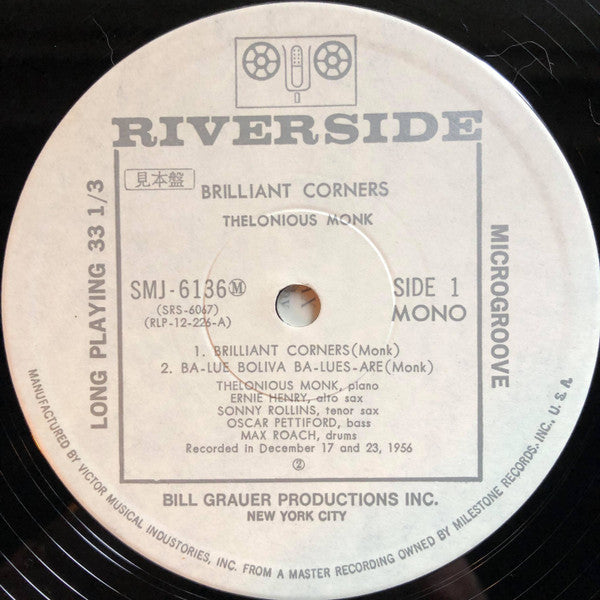 RIVERSIDE
見本盤
BRILLIANT CORNERS
THELONIOUS MONK
LONG PLAYING 33 1/3
MICROGROOVE
SMJ-6136Ⓜ
(SRS-6067)
(RLP-12-226-A)
SIDE 1
MONO
1. BRILLIANT CORNERS(Monk)
2. BA-LUE BOLIVA BA-LUES-ARE(Monk)
THELONIOUS MONK, piano
ERNIE HENRY, alto sax
SONNY ROLLINS, tenor sax
OSCAR PETTIFORD, bass
MAX ROACH, drums
Recorded in December 17 and 23, 1956
②
BILL GRAUER PRODUCTIONS INC.
NEW YORK CITY
MANUFACTURED BY VICTOR MUSICAL INDUSTRIES, INC. FROM A MASTER RECORDING OWNED BY MILESTONE RECORDS, INC., U.S.A.